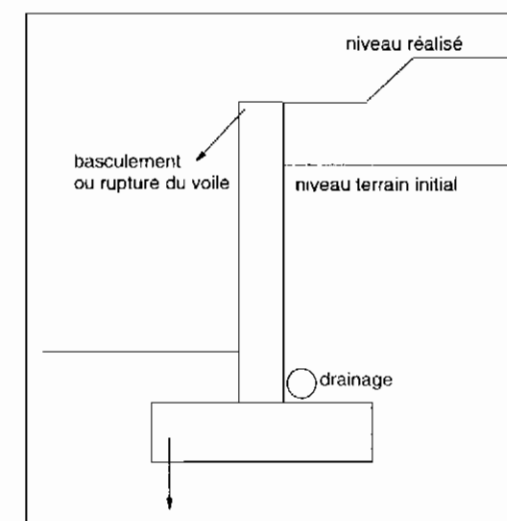 niveau réalisé
basculement
ou rupture du voile
niveau terrain initial
drainage